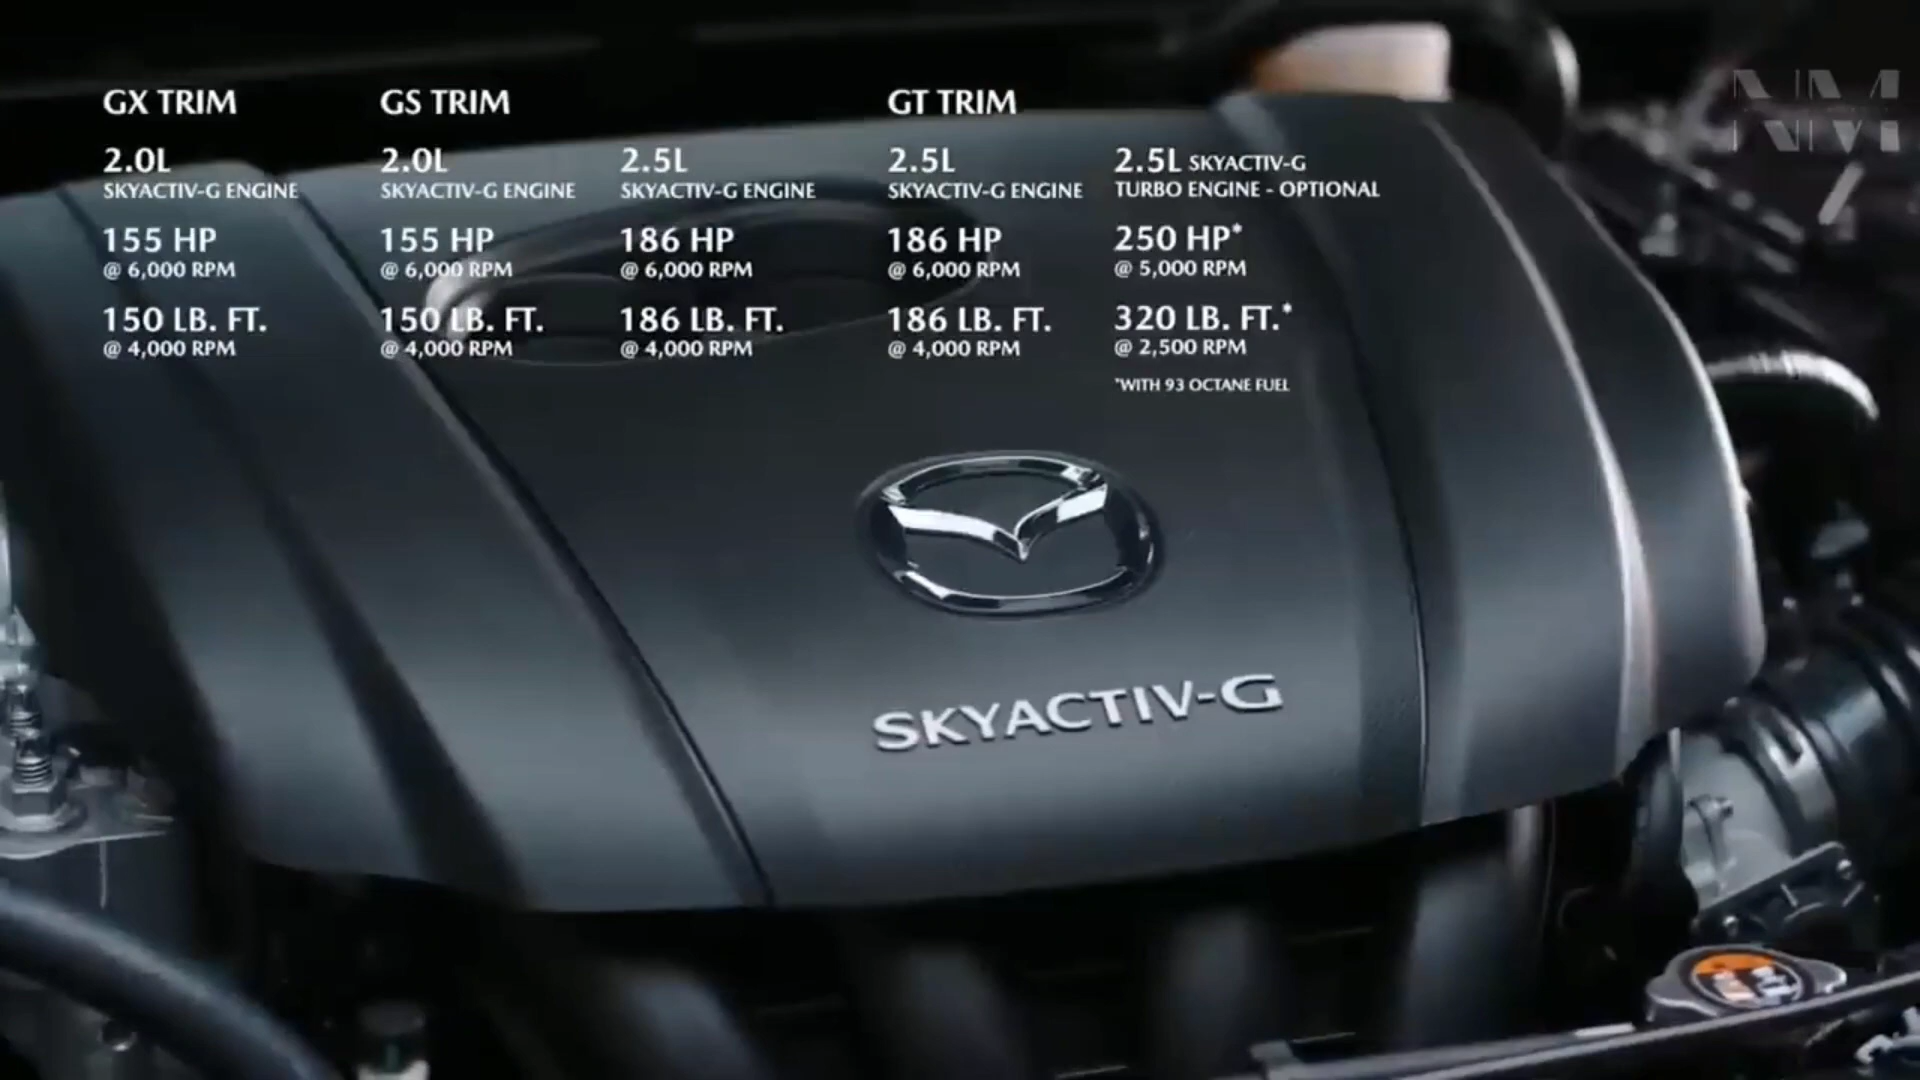 GX TRIM
2.0L
SKYACTIV-G ENGINE
155 HP
@ 6,000 RPM
150 LB. FT.
@ 4,000 RPM
GS TRIM
2.0L
SKYACTIV-G ENGINE
155 HP
@ 6,000 RPM
150 LB. FT.
@ 4,000 RPM
2.5L
SKYACTIV-G ENGINE
186 HP
@ 6,000 RPM
186 LB. FT.
@ 4,000 RPM
GT TRIM
2.5L
SKYACTIV-G ENGINE
186 HP
@ 6,000 RPM
186 LB. FT.
@ 4,000 RPM
2.5L SKYACTIV-G
TURBO ENGINE - OPTIONAL
250 HP*
@ 5,000 RPM
320 LB. FT.*
@ 2,500 RPM
*WITH 93 OCTANE FUEL
NM
SKYACTIV-G